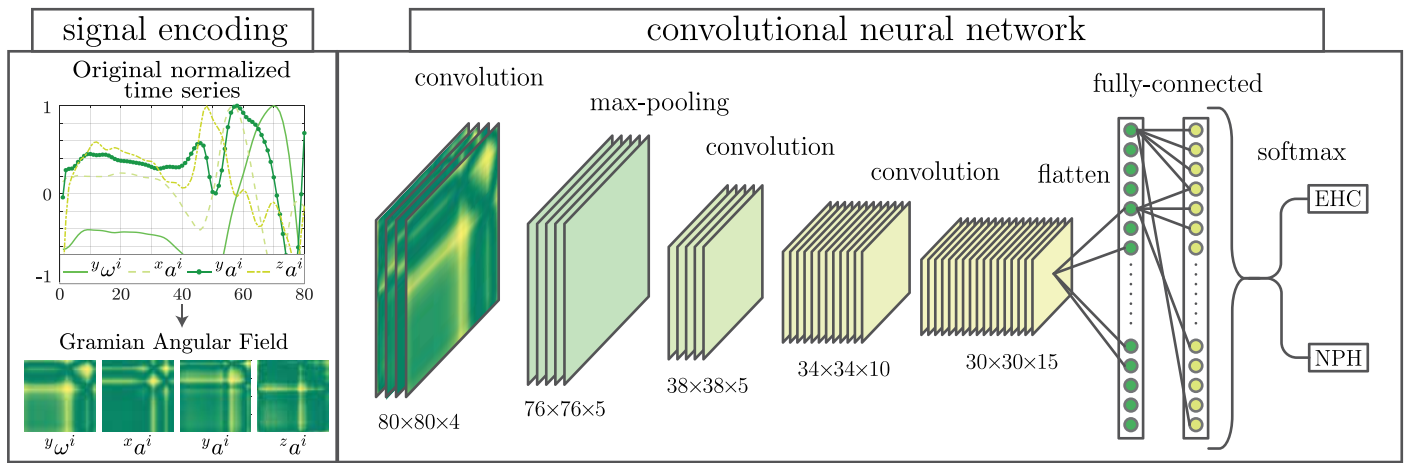 signal encoding
convolutional neural network
Original normalized
time series
1
0
-1
0 20 40 60 80
ʸωⁱ ˣaⁱ ʸaⁱ ᶻaⁱ
Gramian Angular Field
ʸωⁱ ˣaⁱ ʸaⁱ ᶻaⁱ
convolution
max-pooling
convolution
convolution
flatten
fully-connected
softmax
80×80×4
76×76×5
38×38×5
34×34×10
30×30×15
EHC
NPH